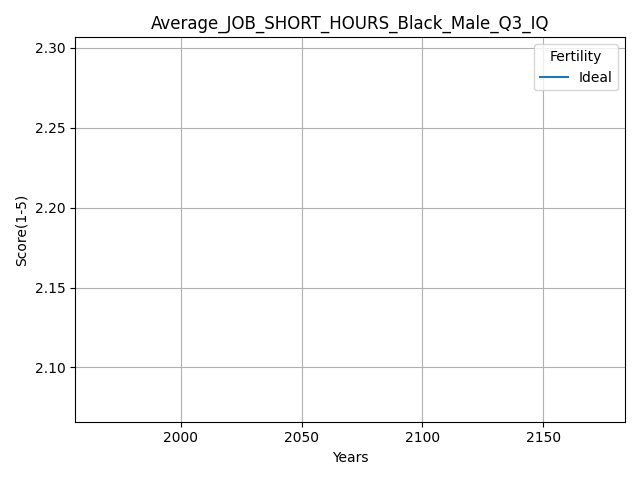 Average_JOB_SHORT_HOURS_Black_Male_Q3_IQ
2.30
2.25
2.20
2.15
2.10
Score(1-5)
Fertility
Ideal
2000 2050 2100 2150
Years